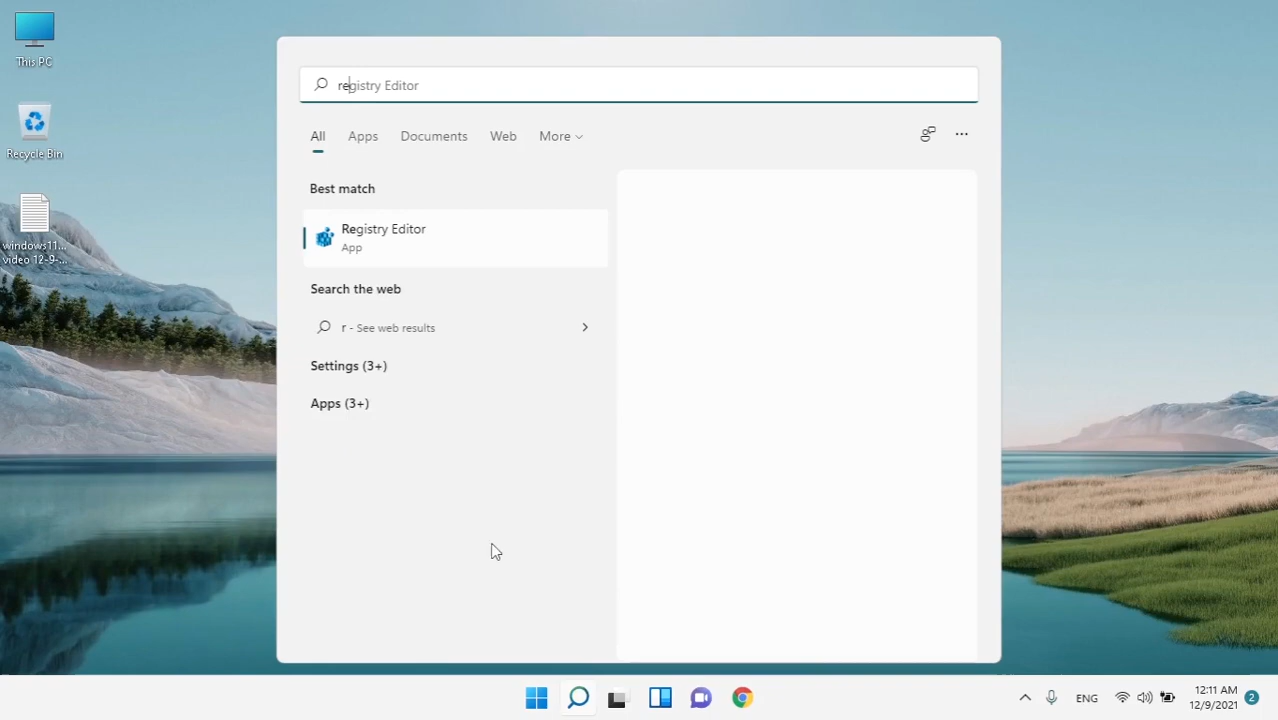 This PC
Recycle Bin
windows11...
video 12-9-...
registry Editor
All Apps Documents Web More
Best match
Registry Editor
App
Search the web
r - See web results
Settings (3+)
Apps (3+)
ENG
12:11 AM
12/9/2021
2